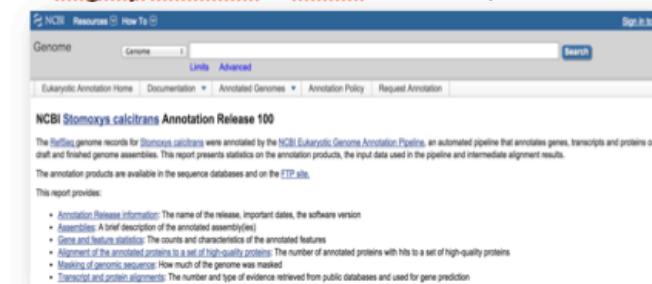 NCBI Resources How To Sign in to
Genome Genome Search
Limits Advanced
Eukaryotic Annotation Home Documentation Annotated Genomes Annotation Policy Request Annotation
NCBI Stomoxys calcitrans Annotation Release 100
The RefSeq genome records for Stomoxys calcitrans were annotated by the NCBI Eukaryotic Genome Annotation Pipeline, an automated pipeline that annotates genes, transcripts and proteins o
draft and finished genome assemblies. This report presents statistics on the annotation products, the input data used in the pipeline and intermediate alignment results.
The annotation products are available in the sequence databases and on the FTP site.
This report provides:
• Annotation Release information: The name of the release, important dates, the software version
• Assemblies: A brief description of the annotated assembly(ies)
• Gene and feature statistics: The counts and characteristics of the annotated features
• Alignment of the annotated proteins to a set of high-quality proteins: The number of annotated proteins with hits to a set of high-quality proteins
• Masking of genomic sequence: How much of the genome was masked
• Transcript and protein alignments: The number and type of evidence retrieved from public databases and used for gene prediction